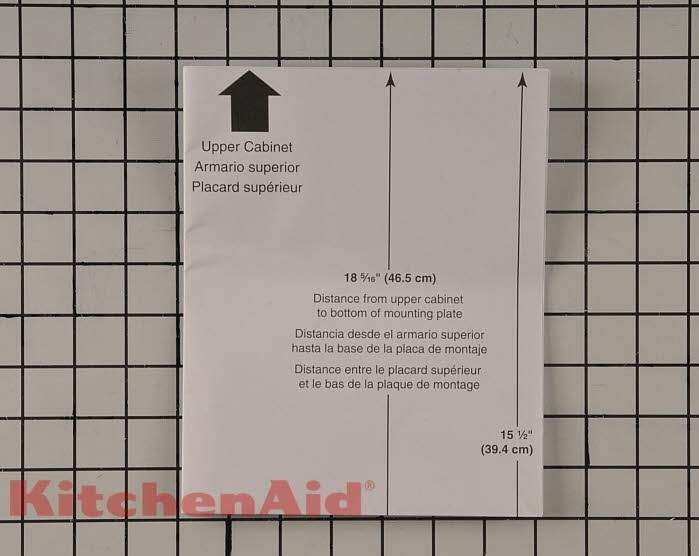 Upper Cabinet
Armario superior
Placard supérieur
18 5/16" (46.5 cm)
Distance from upper cabinet
to bottom of mounting plate
Distancia desde el armario superior
hasta la base de la placa de montaje
Distance entre le placard supérieur
et le bas de la plaque de montage
15 ½"
(39.4 cm)
KitchenAid®